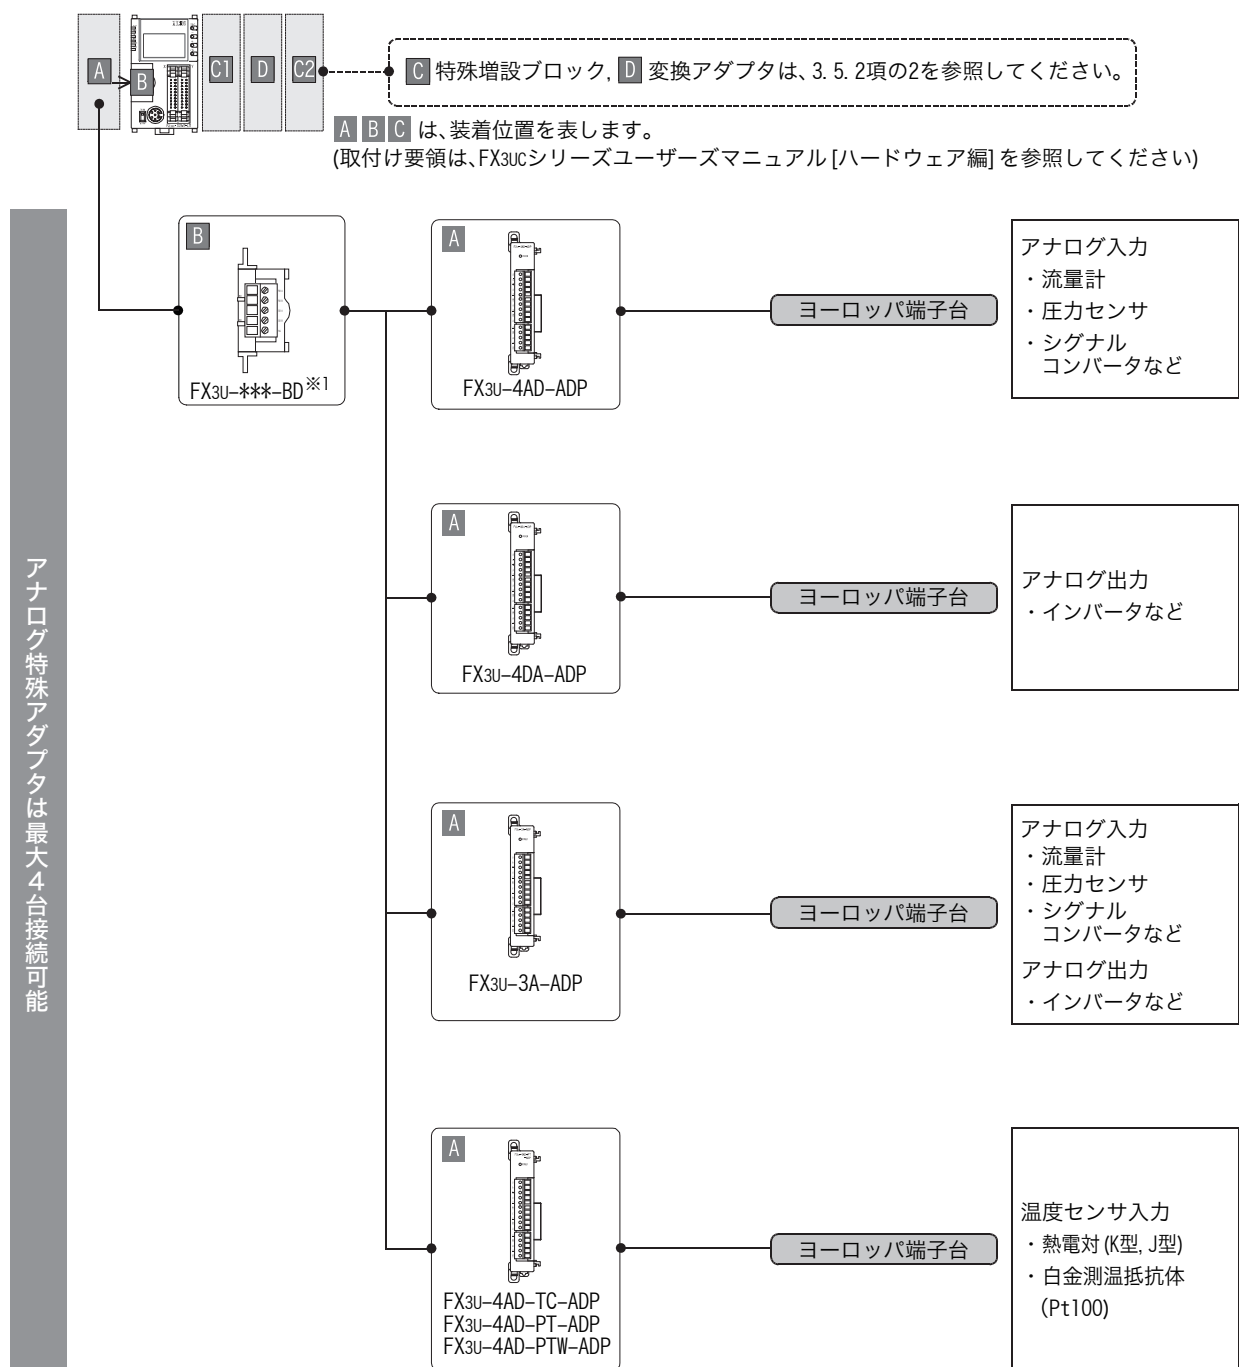 A
B
C1
D
C2
C 特殊増設ブロック, D 変換アダプタは、3. 5. 2項の2を参照してください。
A B C は、装着位置を表します。
(取付け要領は、FX3UCシリーズユーザーズマニュアル [ハードウェア編] を参照してください)
アナログ特殊アダプタは最大4台接続可能
B
FX3U-***-BD※1
A
FX3U-4AD-ADP
ヨーロッパ端子台
アナログ入力
・流量計
・圧力センサ
・シグナル
コンバータなど
A
FX3U-4DA-ADP
ヨーロッパ端子台
アナログ出力
・インバータなど
A
FX3U-3A-ADP
ヨーロッパ端子台
アナログ入力
・流量計
・圧力センサ
・シグナル
コンバータなど
アナログ出力
・インバータなど
A
FX3U-4AD-TC-ADP
FX3U-4AD-PT-ADP
FX3U-4AD-PTW-ADP
ヨーロッパ端子台
温度センサ入力
・熱電対 (K型, J型)
・白金測温抵抗体
(Pt100)